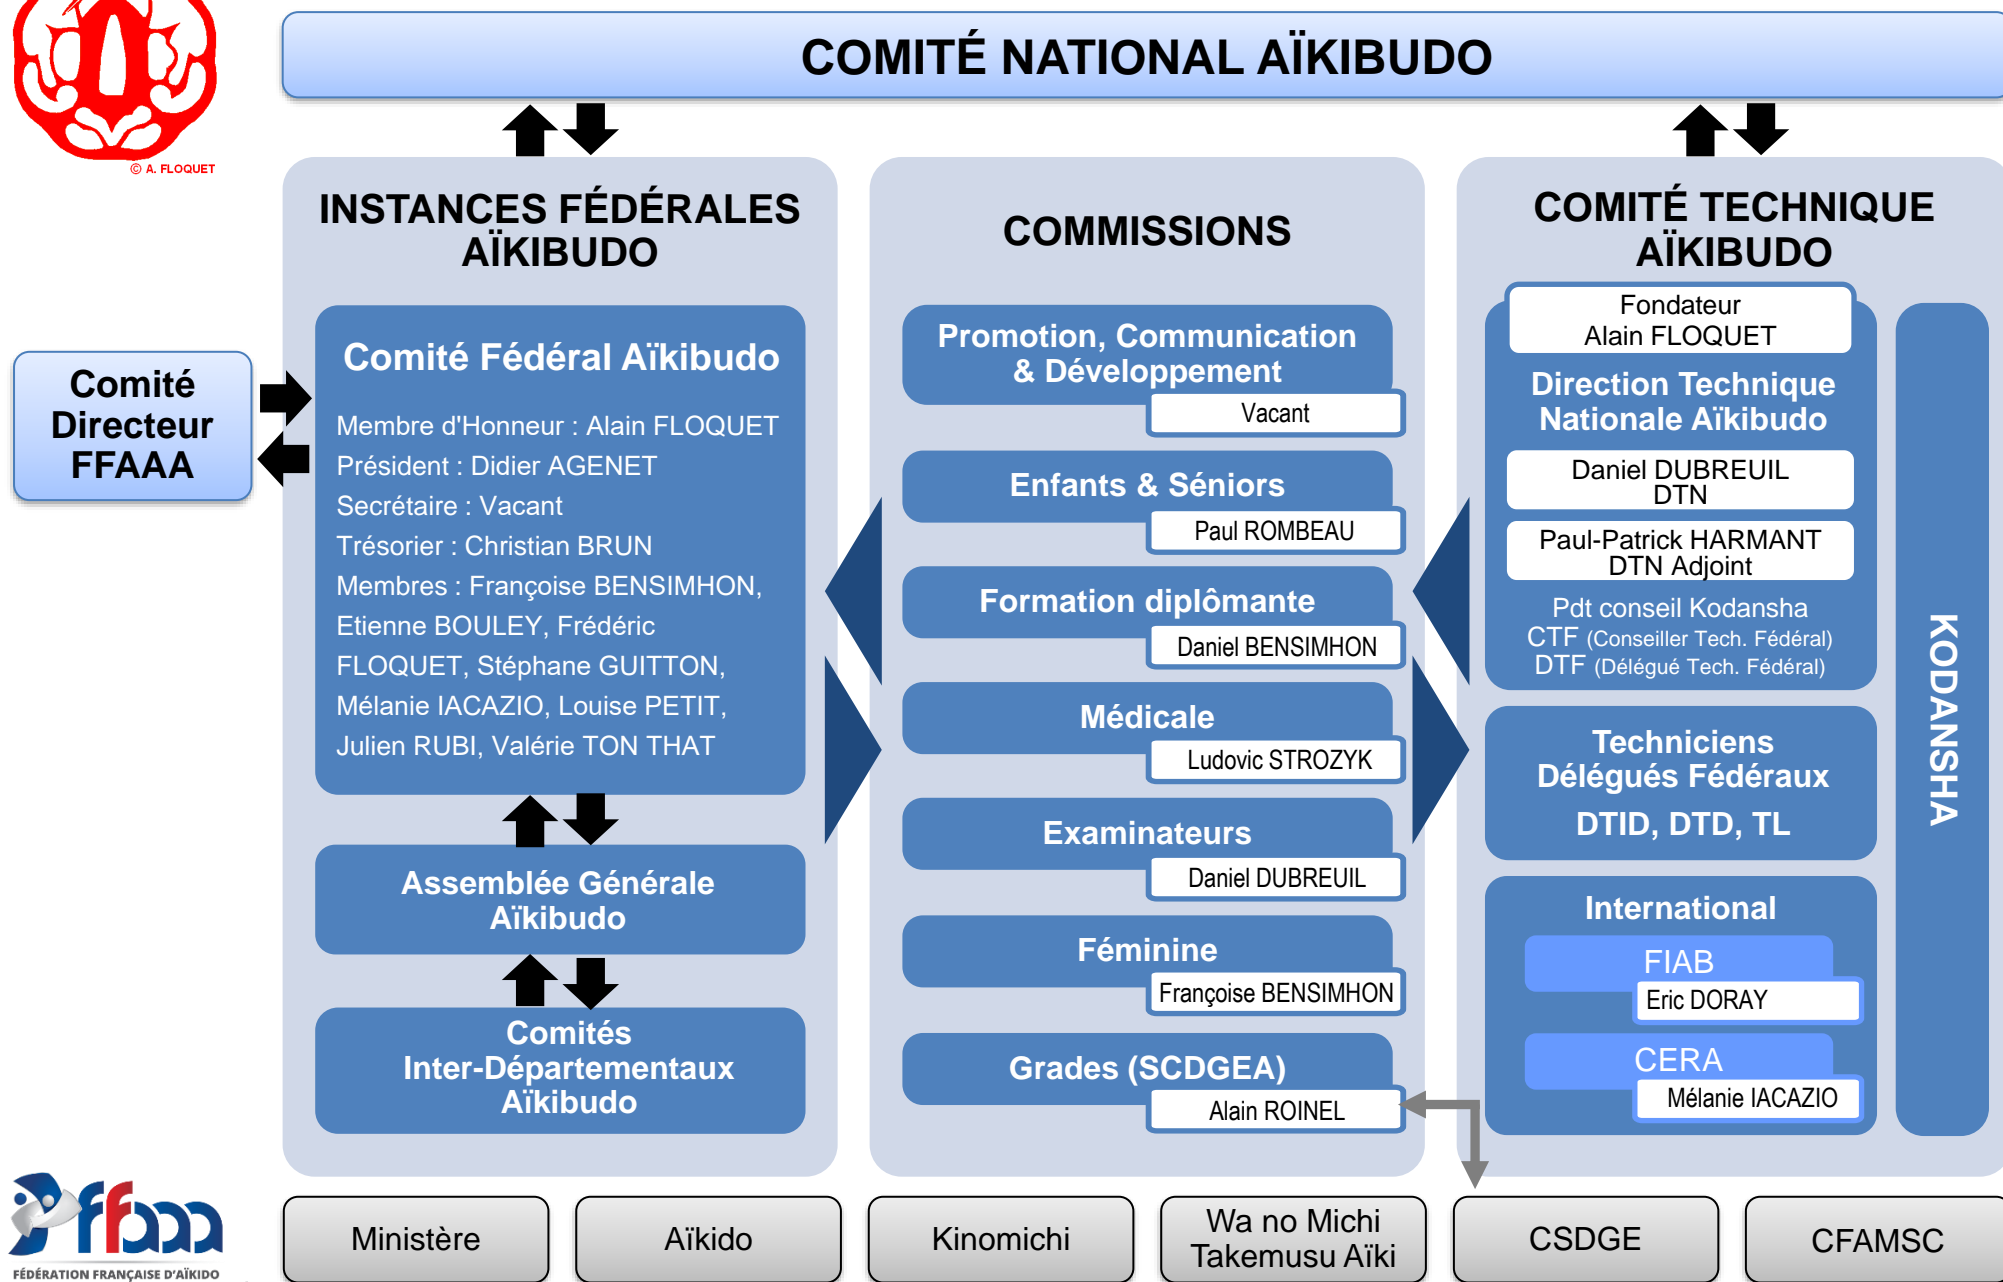 COMITÉ NATIONAL AÏKIBUDO
© A. FLOQUET
Comité
Directeur
FFAAA
INSTANCES FÉDÉRALES
AÏKIBUDO
Comité Fédéral Aïkibudo
Membre d'Honneur : Alain FLOQUET
Président : Didier AGENET
Secrétaire : Vacant
Trésorier : Christian BRUN
Membres : Françoise BENSIMHON,
Etienne BOULEY, Frédéric
FLOQUET, Stéphane GUITTON,
Mélanie IACAZIO, Louise PETIT,
Julien RUBI, Valérie TON THAT
Assemblée Générale
Aïkibudo
Comités
Inter-Départementaux
Aïkibudo
COMMISSIONS
Promotion, Communication
& Développement
Vacant
Enfants & Séniors
Paul ROMBEAU
Formation diplômante
Daniel BENSIMHON
Médicale
Ludovic STROZYK
Examinateurs
Daniel DUBREUIL
Féminine
Françoise BENSIMHON
Grades (SCDGEA)
Alain ROINEL
COMITÉ TECHNIQUE
AÏKIBUDO
Fondateur
Alain FLOQUET
Direction Technique
Nationale Aïkibudo
Daniel DUBREUIL
DTN
Paul-Patrick HARMANT
DTN Adjoint
Pdt conseil Kodansha
CTF (Conseiller Tech. Fédéral)
DTF (Délégué Tech. Fédéral)
Techniciens
Délégués Fédéraux
DTID, DTD, TL
International
FIAB
Eric DORAY
CERA
Mélanie IACAZIO
KODANSHA
ffaaa
FÉDÉRATION FRANÇAISE D'AÏKIDO
Ministère
Aïkido
Kinomichi
Wa no Michi
Takemusu Aïki
CSDGE
CFAMSC